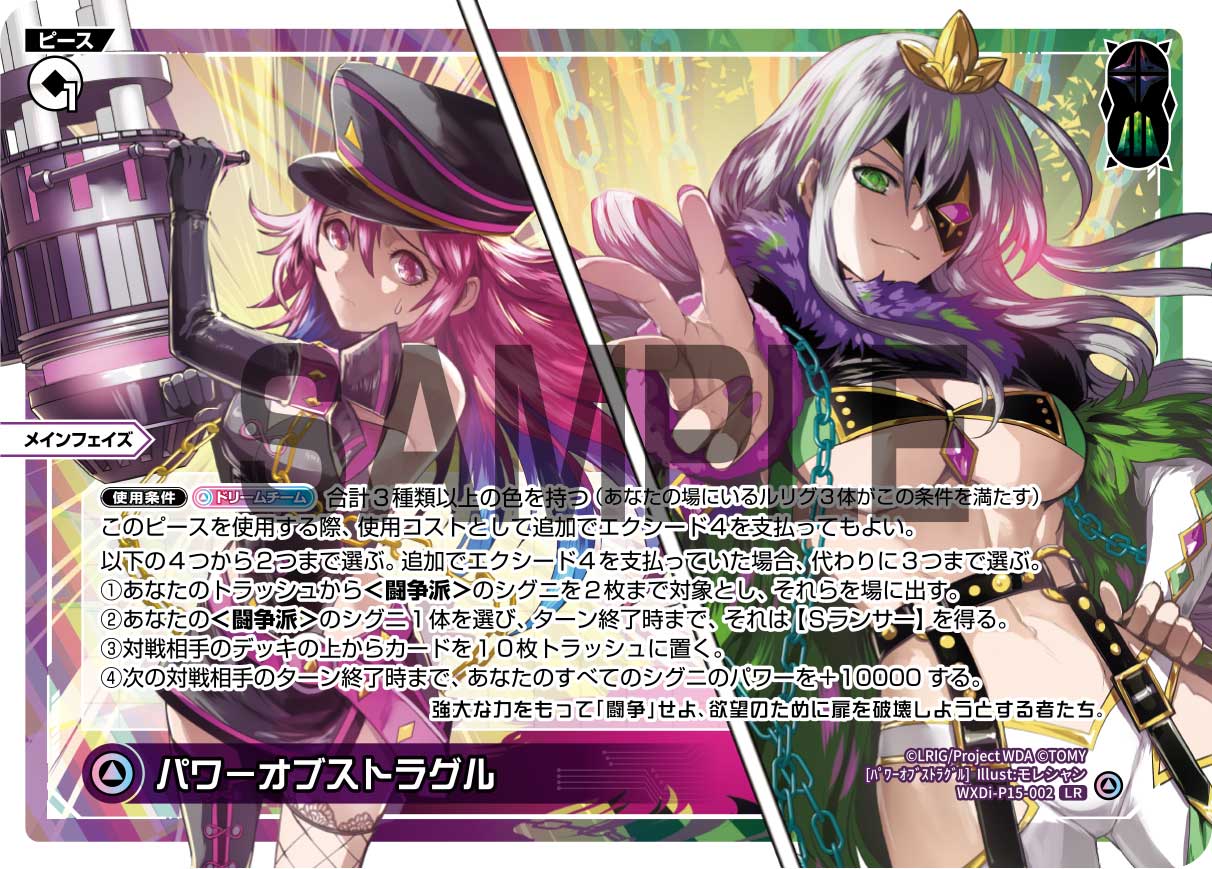 ピース
1
メインフェイズ
使用条件 ドリームチーム 合計3種類以上の色を持つ（あなたの場にいるルリグ3体がこの条件を満たす）
このピースを使用する際、使用コストとして追加でエクシード4を支払ってもよい。
以下の4つから2つまで選ぶ。追加でエクシード4を支払っていた場合、代わりに3つまで選ぶ。
①あなたのトラッシュから＜闘争派＞のシグニを2枚まで対象とし、それらを場に出す。
②あなたの＜闘争派＞のシグニ1体を選び、ターン終了時まで、それは【Sランサー】を得る。
③対戦相手のデッキの上からカードを10枚トラッシュに置く。
④次の対戦相手のターン終了時まで、あなたのすべてのシグニのパワーを＋10000する。
強大な力をもって「闘争」せよ、欲望のために扉を破壊しようとする者たち。
パワーオブストラグル
©LRIG/Project WDA ©TOMY
[ﾊﾟﾜｰｵﾌﾞｽﾄﾗｸﾞﾙ] Illust:モレシャン
WXDi-P15-002 LR
SAMPLE